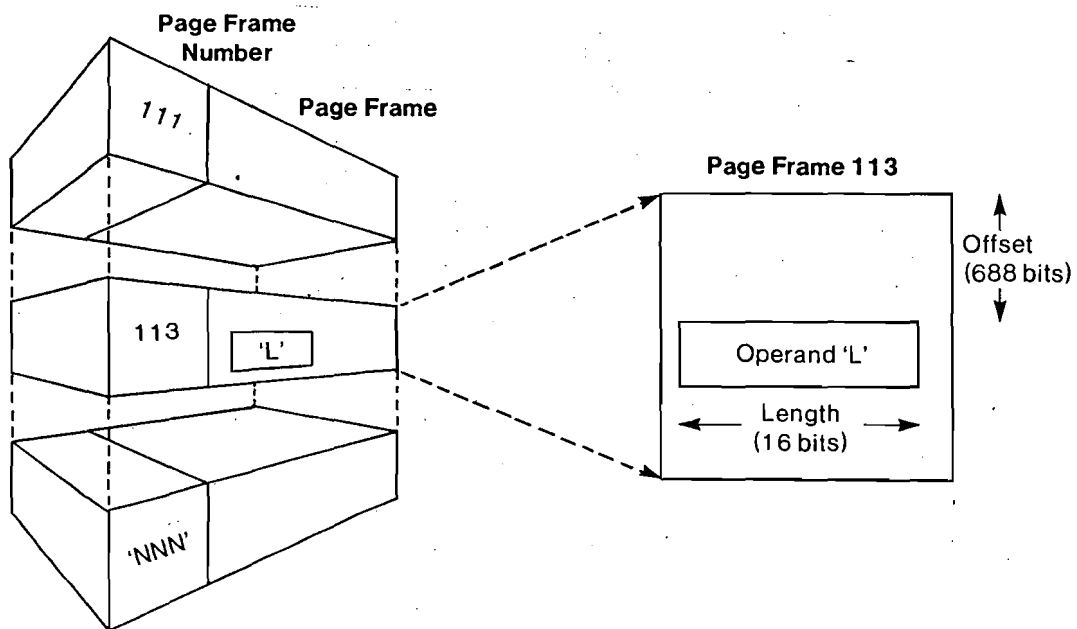 Page Frame
Number
Page Frame
111
113
'L'
'NNN'
Page Frame 113
Offset
(688 bits)
Operand 'L'
Length
(16 bits)